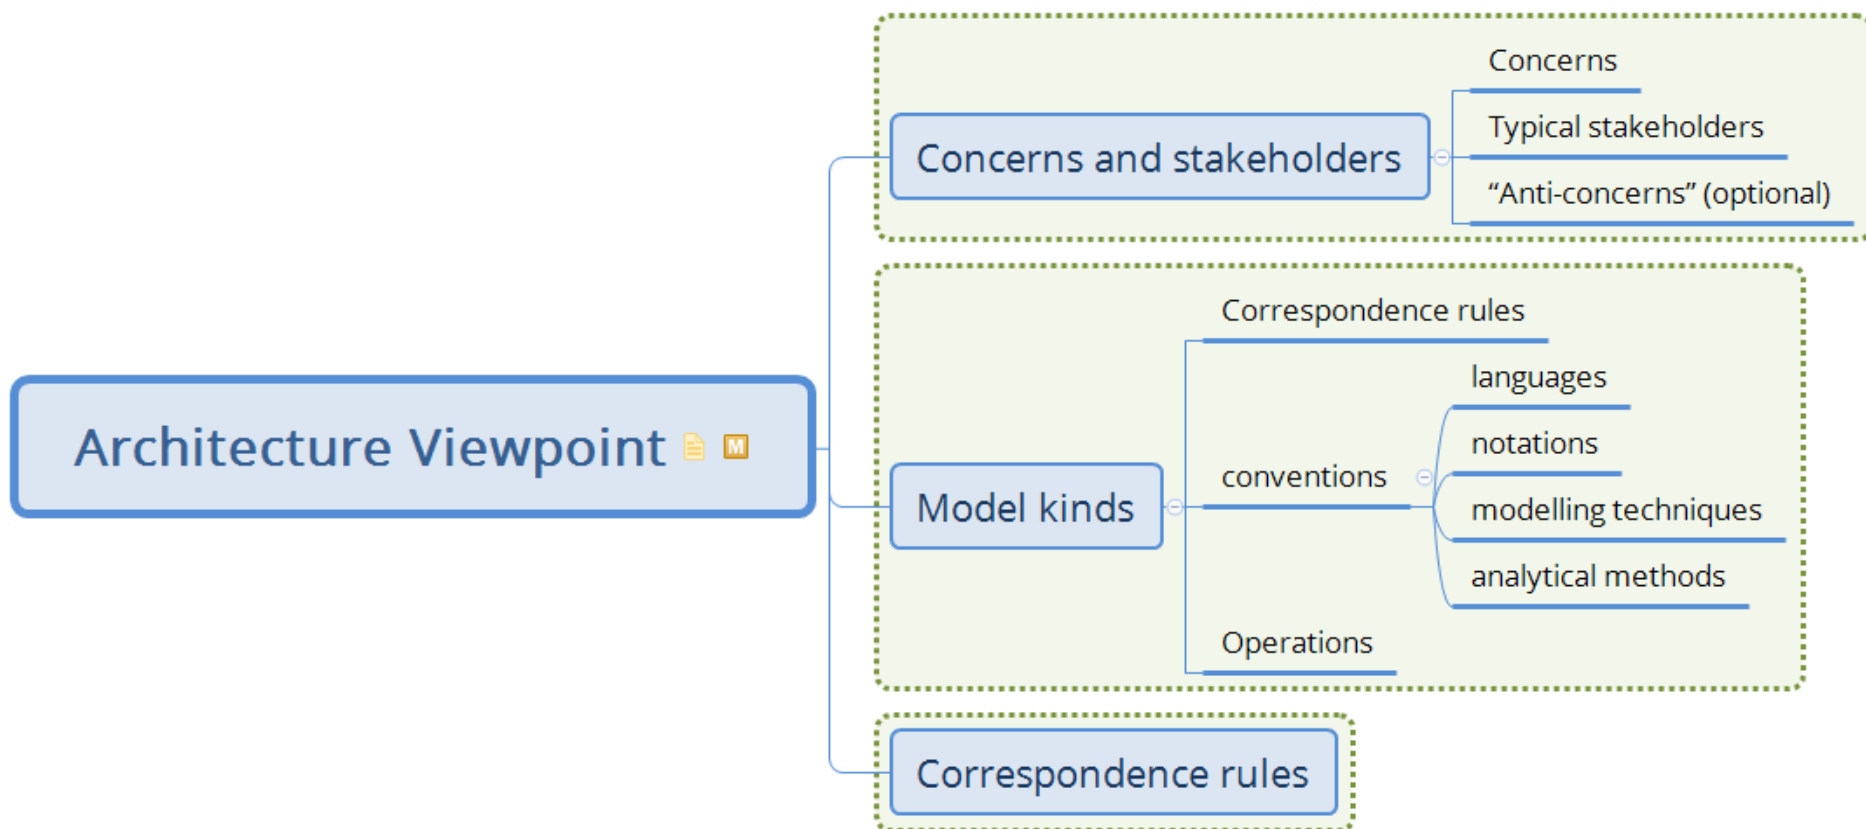 Architecture Viewpoint M
Concerns and stakeholders
Concerns
Typical stakeholders
“Anti-concerns” (optional)
Model kinds
Correspondence rules
conventions
languages
notations
modelling techniques
analytical methods
Operations
Correspondence rules